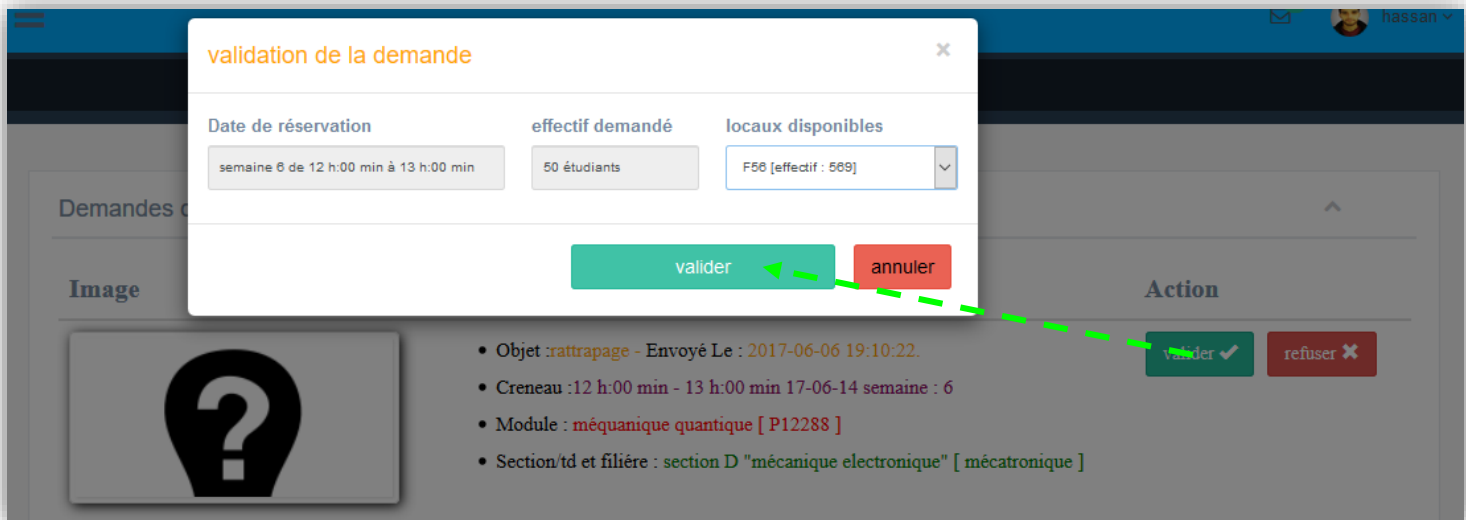 hassan
validation de la demande ×
Date de réservation effectif demandé locaux disponibles
semaine 6 de 12 h:00 min à 13 h:00 min 50 étudiants F56 [effectif : 569]
valider annuler
Demandes
Image Action
• Objet :rattrapage - Envoyé Le : 2017-06-06 19:10:22.
valider ✔ refuser ✖
• Creneau :12 h:00 min - 13 h:00 min 17-06-14 semaine : 6
• Module : méquanique quantique [ P12288 ]
• Section/td et filiére : section D "mécanique electronique" [ mécatronique ]